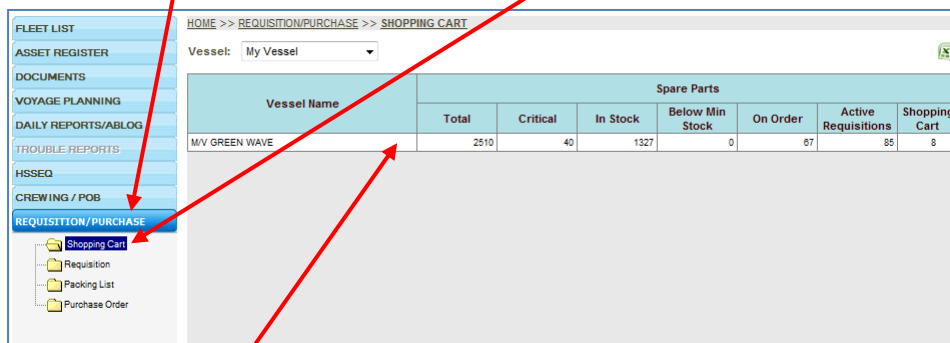 HOME >> REQUISITION/PURCHASE >> SHOPPING CART
FLEET LIST
ASSET REGISTER
DOCUMENTS
VOYAGE PLANNING
DAILY REPORTS/ABLOG
TROUBLE REPORTS
HSSEQ
CREWING / POB
REQUISITION/PURCHASE
Shopping Cart
Requisition
Packing List
Purchase Order
Vessel: My Vessel
Vessel Name
Spare Parts
Total Critical In Stock Below Min Stock On Order Active Requisitions Shopping Cart
M/V GREEN WAVE 2510 40 1327 0 67 85 8